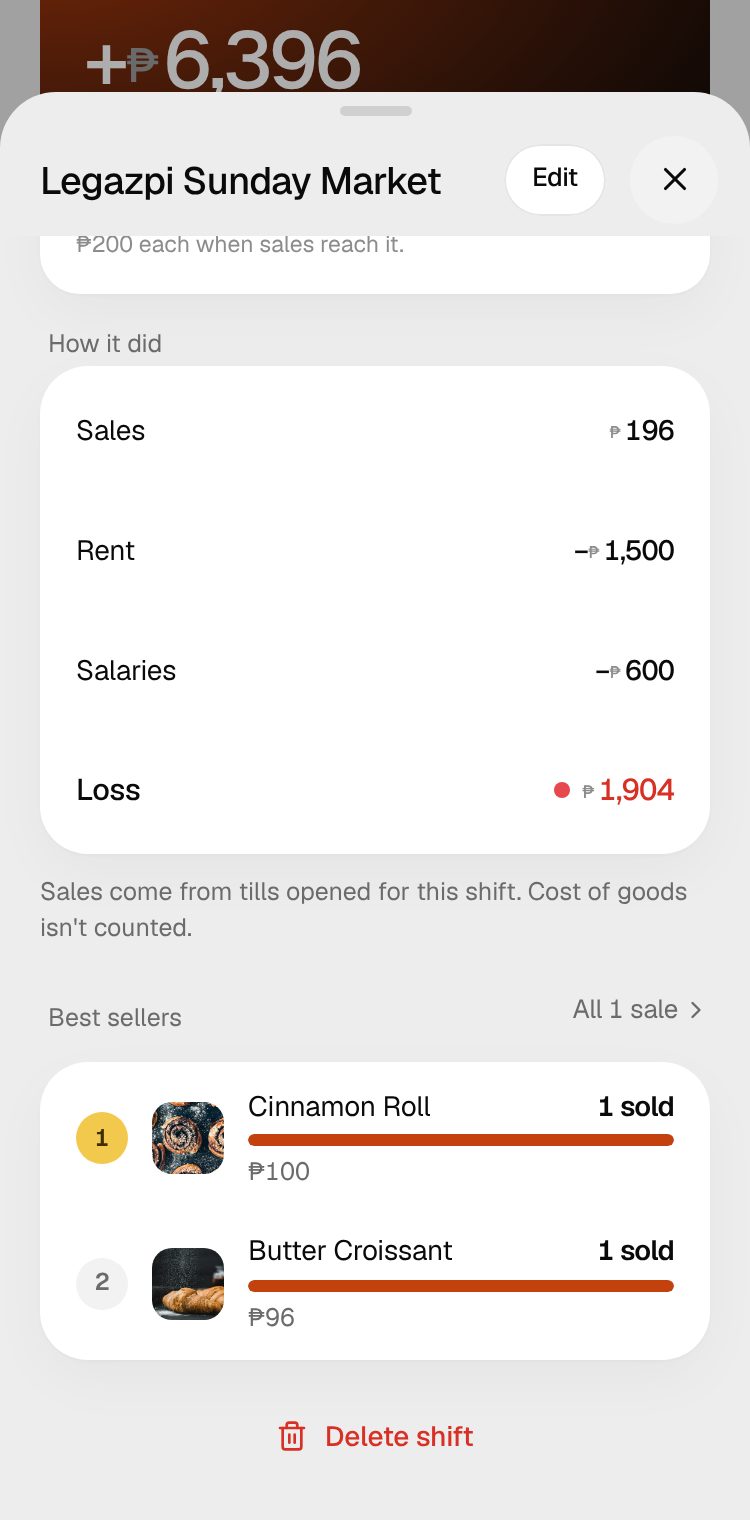 +₱6,396
Legazpi Sunday Market
Edit
₱200 each when sales reach it.
How it did
Sales
₱196
Rent
−₱1,500
Salaries
−₱600
Loss
₱1,904
Sales come from tills opened for this shift. Cost of goods
isn't counted.
Best sellers
All 1 sale
1
Cinnamon Roll
1 sold
₱100
2
Butter Croissant
1 sold
₱96
Delete shift